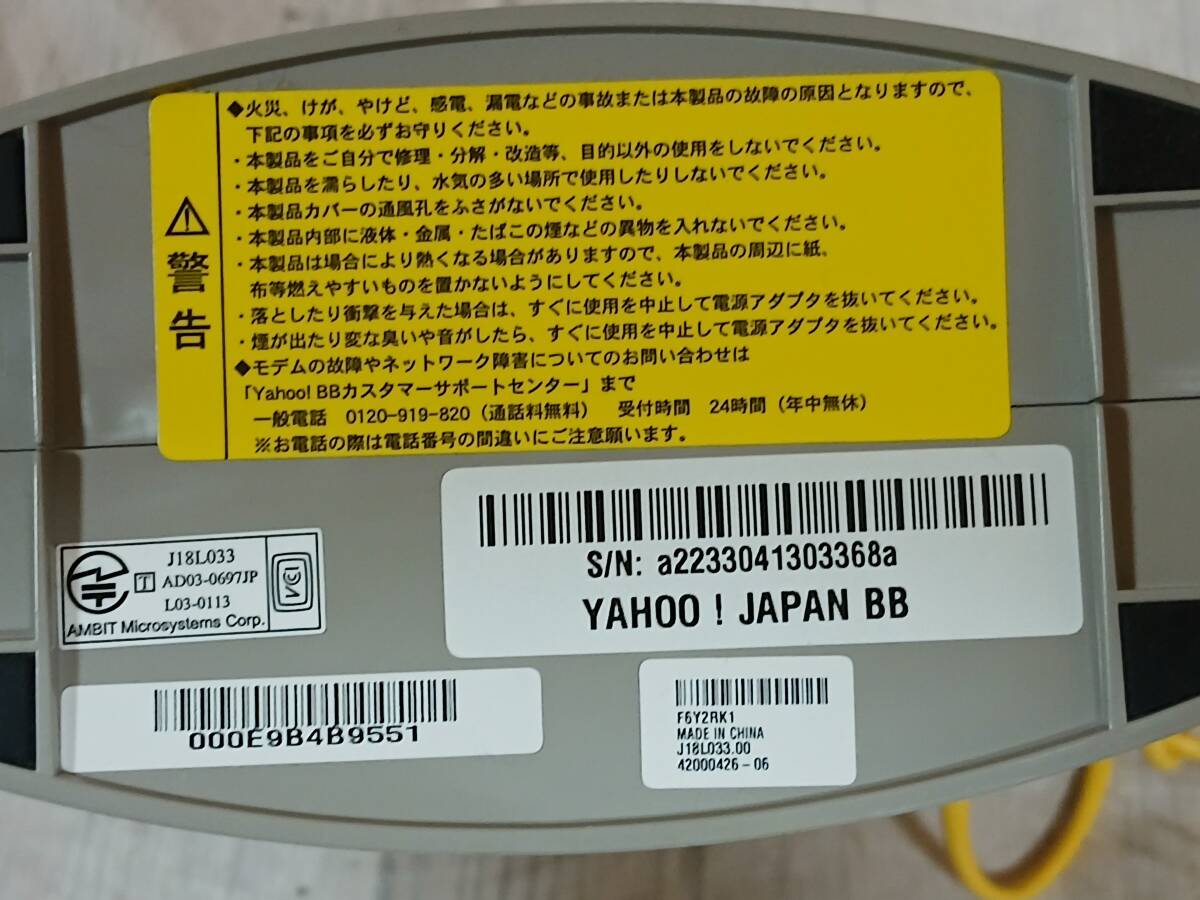 警告
◆火災、けが、やけど、感電、漏電などの事故または本製品の故障の原因となりますので、
下記の事項を必ずお守りください。
・本製品をご自分で修理・分解・改造等、目的以外の使用をしないでください。
・本製品を濡らしたり、水気の多い場所で使用したりしないでください。
・本製品カバーの通風孔をふさがないでください。
・本製品内部に液体・金属・たばこの煙などの異物を入れないでください。
・本製品は場合により熱くなる場合がありますので、本製品の周辺に紙、
布等燃えやすいものを置かないようにしてください。
・落としたり衝撃を与えた場合は、すぐに使用を中止して電源アダプタを抜いてください。
・煙が出たり変な臭いや音がしたら、すぐに使用を中止して電源アダプタを抜いてください。
◆モデムの故障やネットワーク障害についてのお問い合わせは
「Yahoo! BBカスタマーサポートセンター」まで
一般電話 0120-919-820（通話料無料） 受付時間 24時間（年中無休）
※お電話の際は電話番号の間違いにご注意願います。
S/N: a2233041303368a
YAHOO ! JAPAN BB
J18L033
T AD03-0697JP
L03-0113
AMBIT Microsystems Corp.
VCI
000E9B4B9551
F6Y2RK1
MADE IN CHINA
J18L033.00
42000426-06